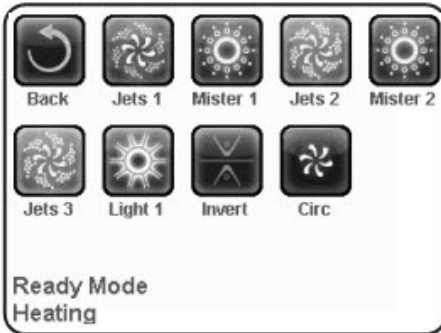 Back Jets 1 Mister 1 Jets 2 Mister 2
Jets 3 Light 1 Invert Circ
Ready Mode
Heating